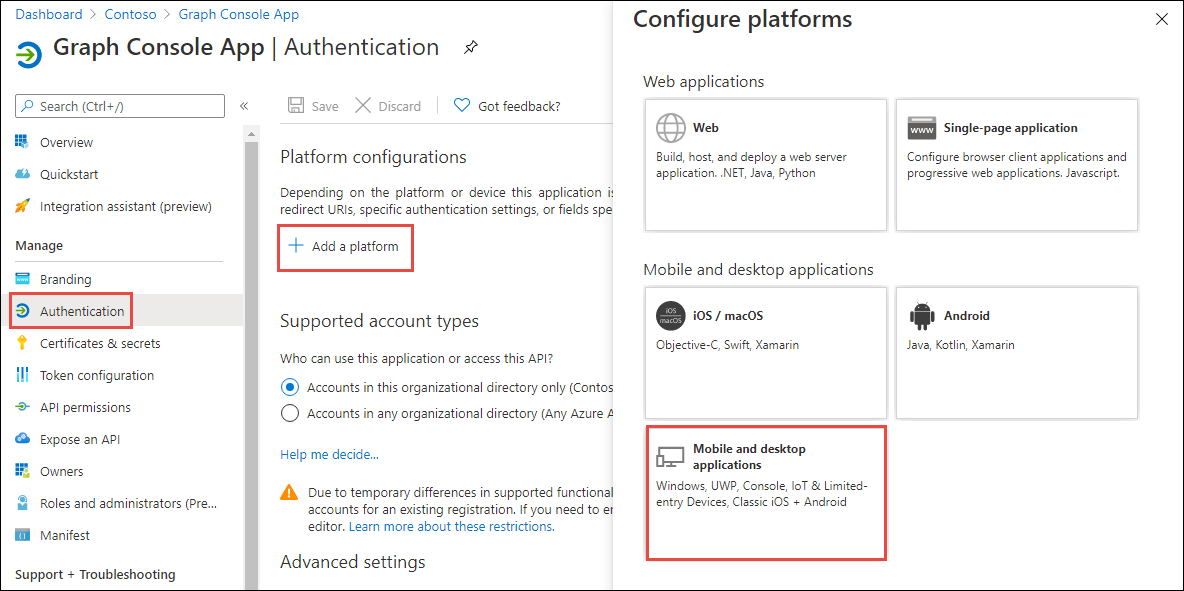 Dashboard > Contoso > Graph Console App
Graph Console App | Authentication
Search (Ctrl+/)
«
Overview
Quickstart
Integration assistant (preview)
Manage
Branding
Authentication
Certificates & secrets
Token configuration
API permissions
Expose an API
Owners
Roles and administrators (Pre...
Manifest
Support + Troubleshooting
Save
Discard
Got feedback?
Platform configurations
Depending on the platform or device this application is
redirect URIs, specific authentication settings, or fields spe
+ Add a platform
Supported account types
Who can use this application or access this API?
Accounts in this organizational directory only (Contos
Accounts in any organizational directory (Any Azure A
Help me decide...
Due to temporary differences in supported functional
accounts for an existing registration. If you need to en
editor. Learn more about these restrictions.
Advanced settings
Configure platforms
Web applications
Web
Build, host, and deploy a web server
application. .NET, Java, Python
www
Single-page application
Configure browser client applications and
progressive web applications. Javascript.
Mobile and desktop applications
iOS
macOS
iOS / macOS
Objective-C, Swift, Xamarin
Android
Java, Kotlin, Xamarin
Mobile and desktop
applications
Windows, UWP, Console, IoT & Limited-
entry Devices, Classic iOS + Android